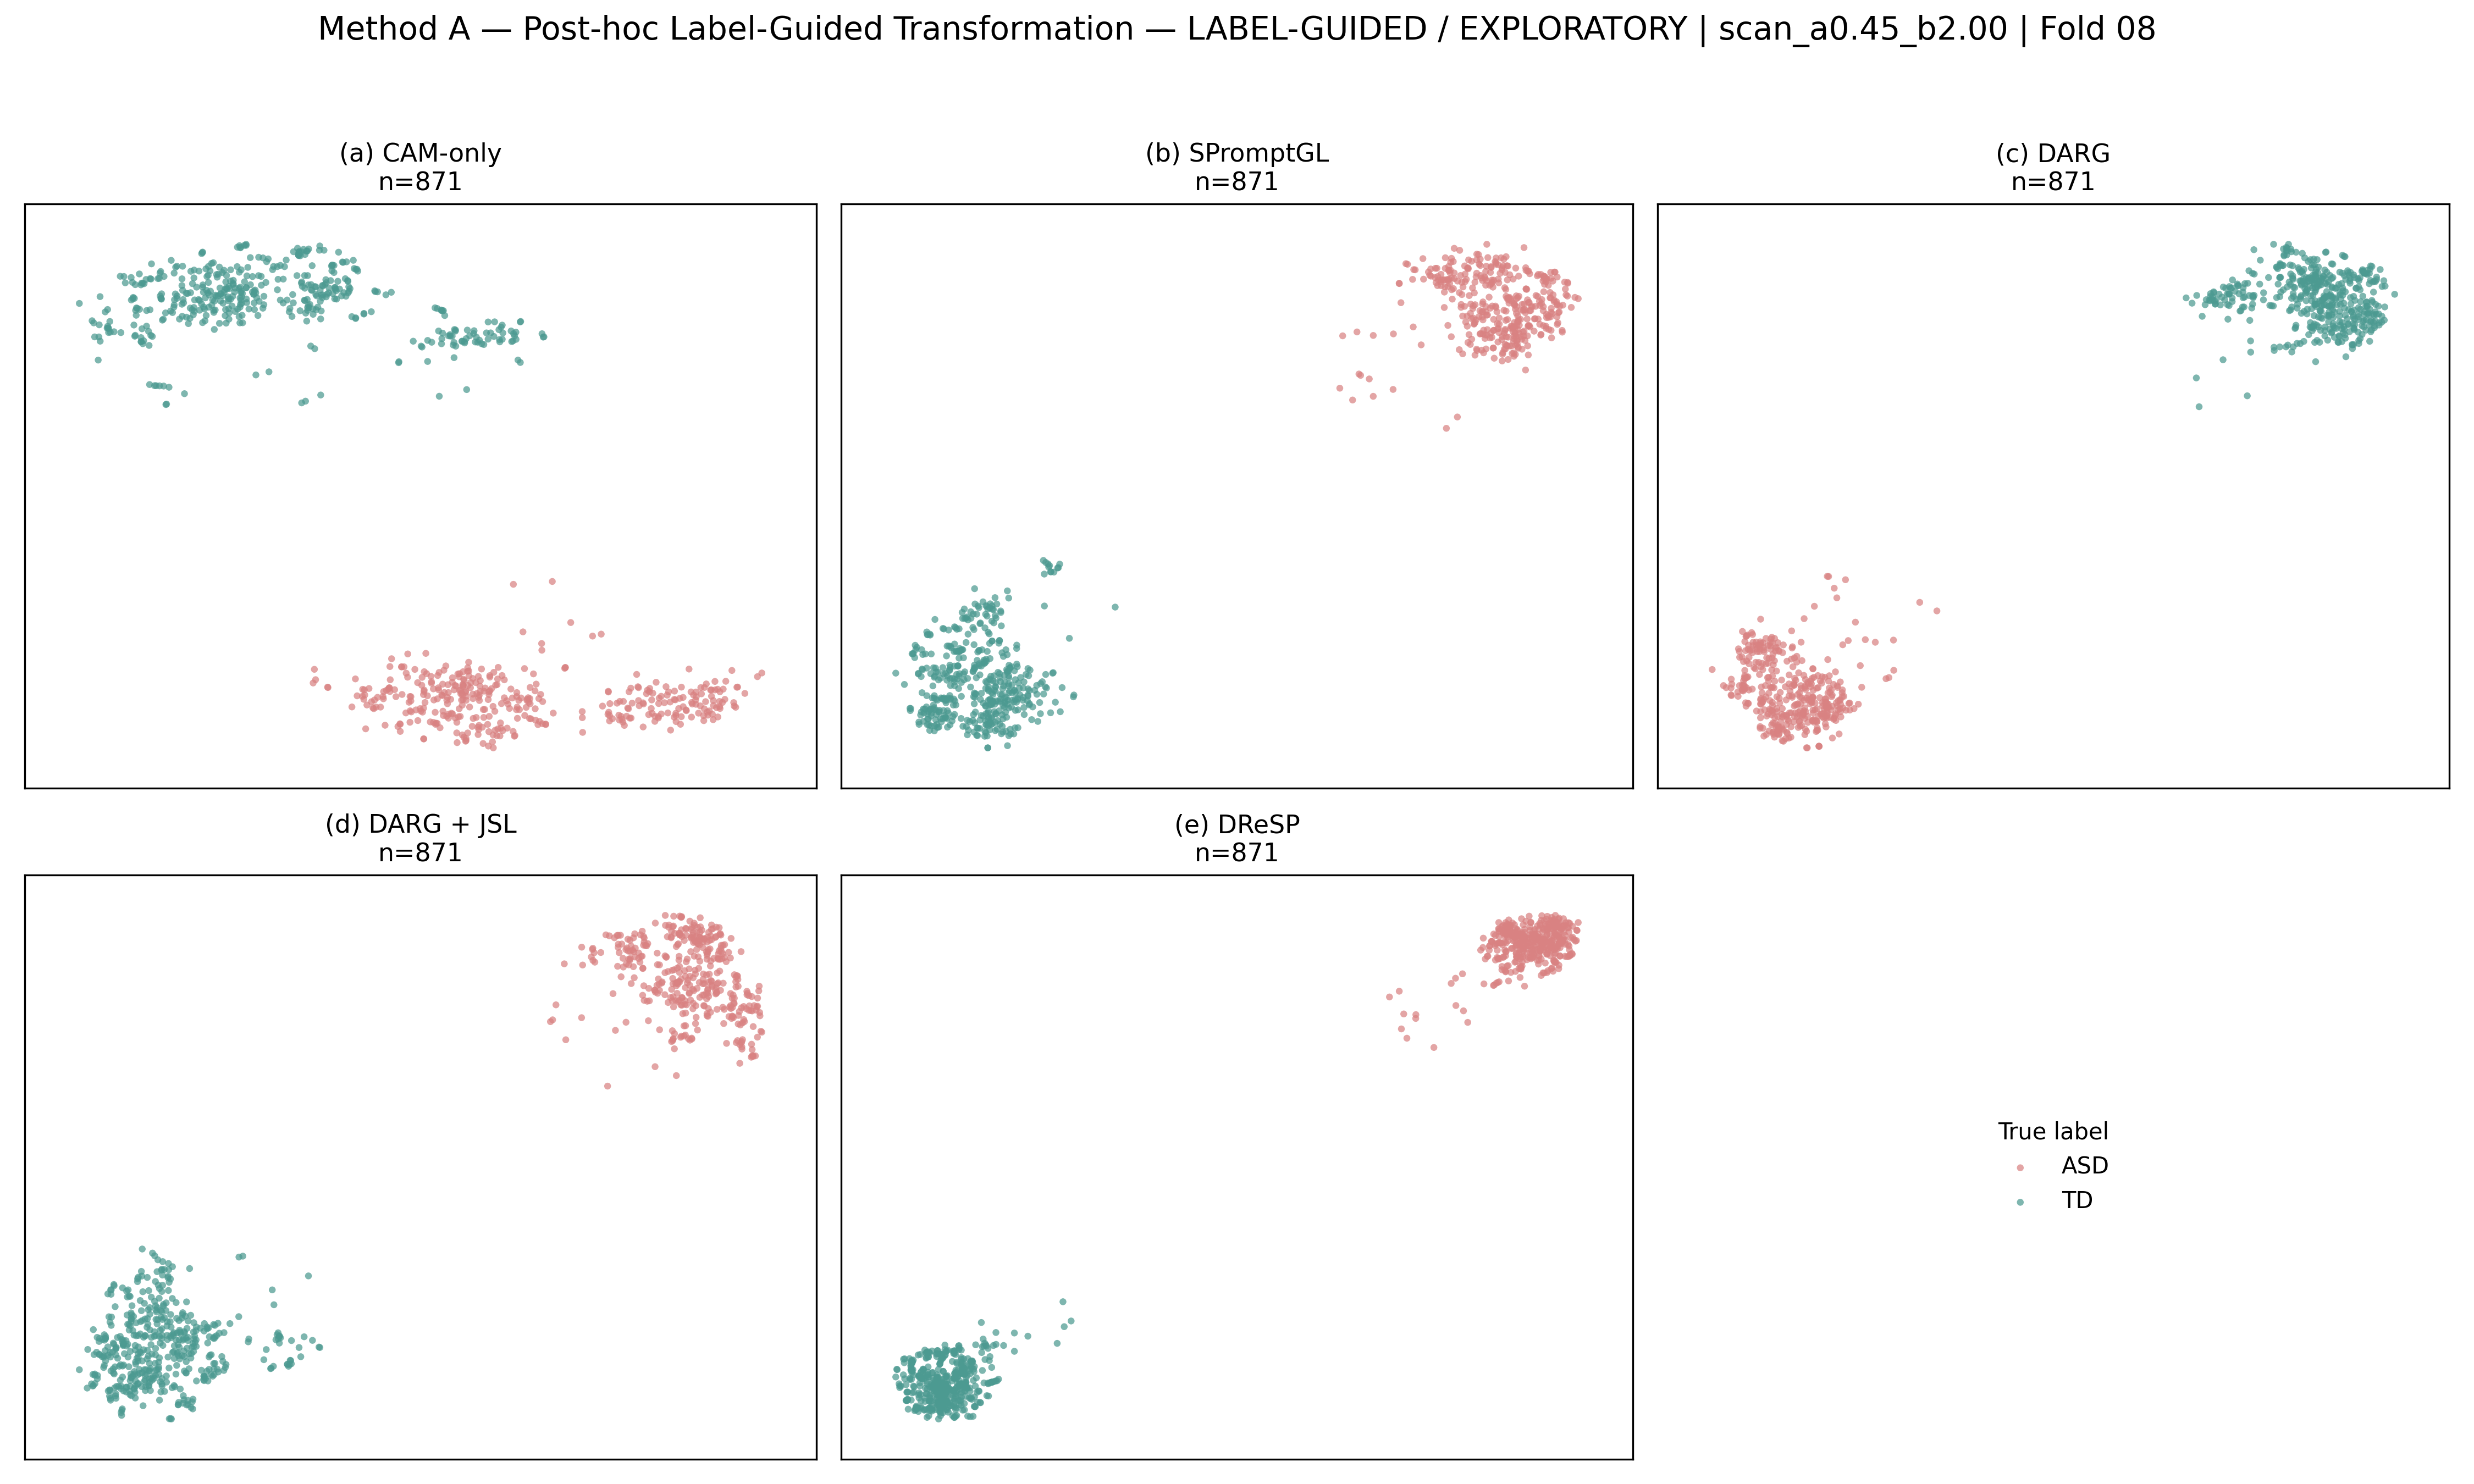 Method A — Post-hoc Label-Guided Transformation — LABEL-GUIDED / EXPLORATORY | scan_a0.45_b2.00 | Fold 08
(a) CAM-only
n=871
(b) SPromptGL
n=871
(c) DARG
n=871
(d) DARG + JSL
n=871
(e) DReSP
n=871
True label
ASD
TD